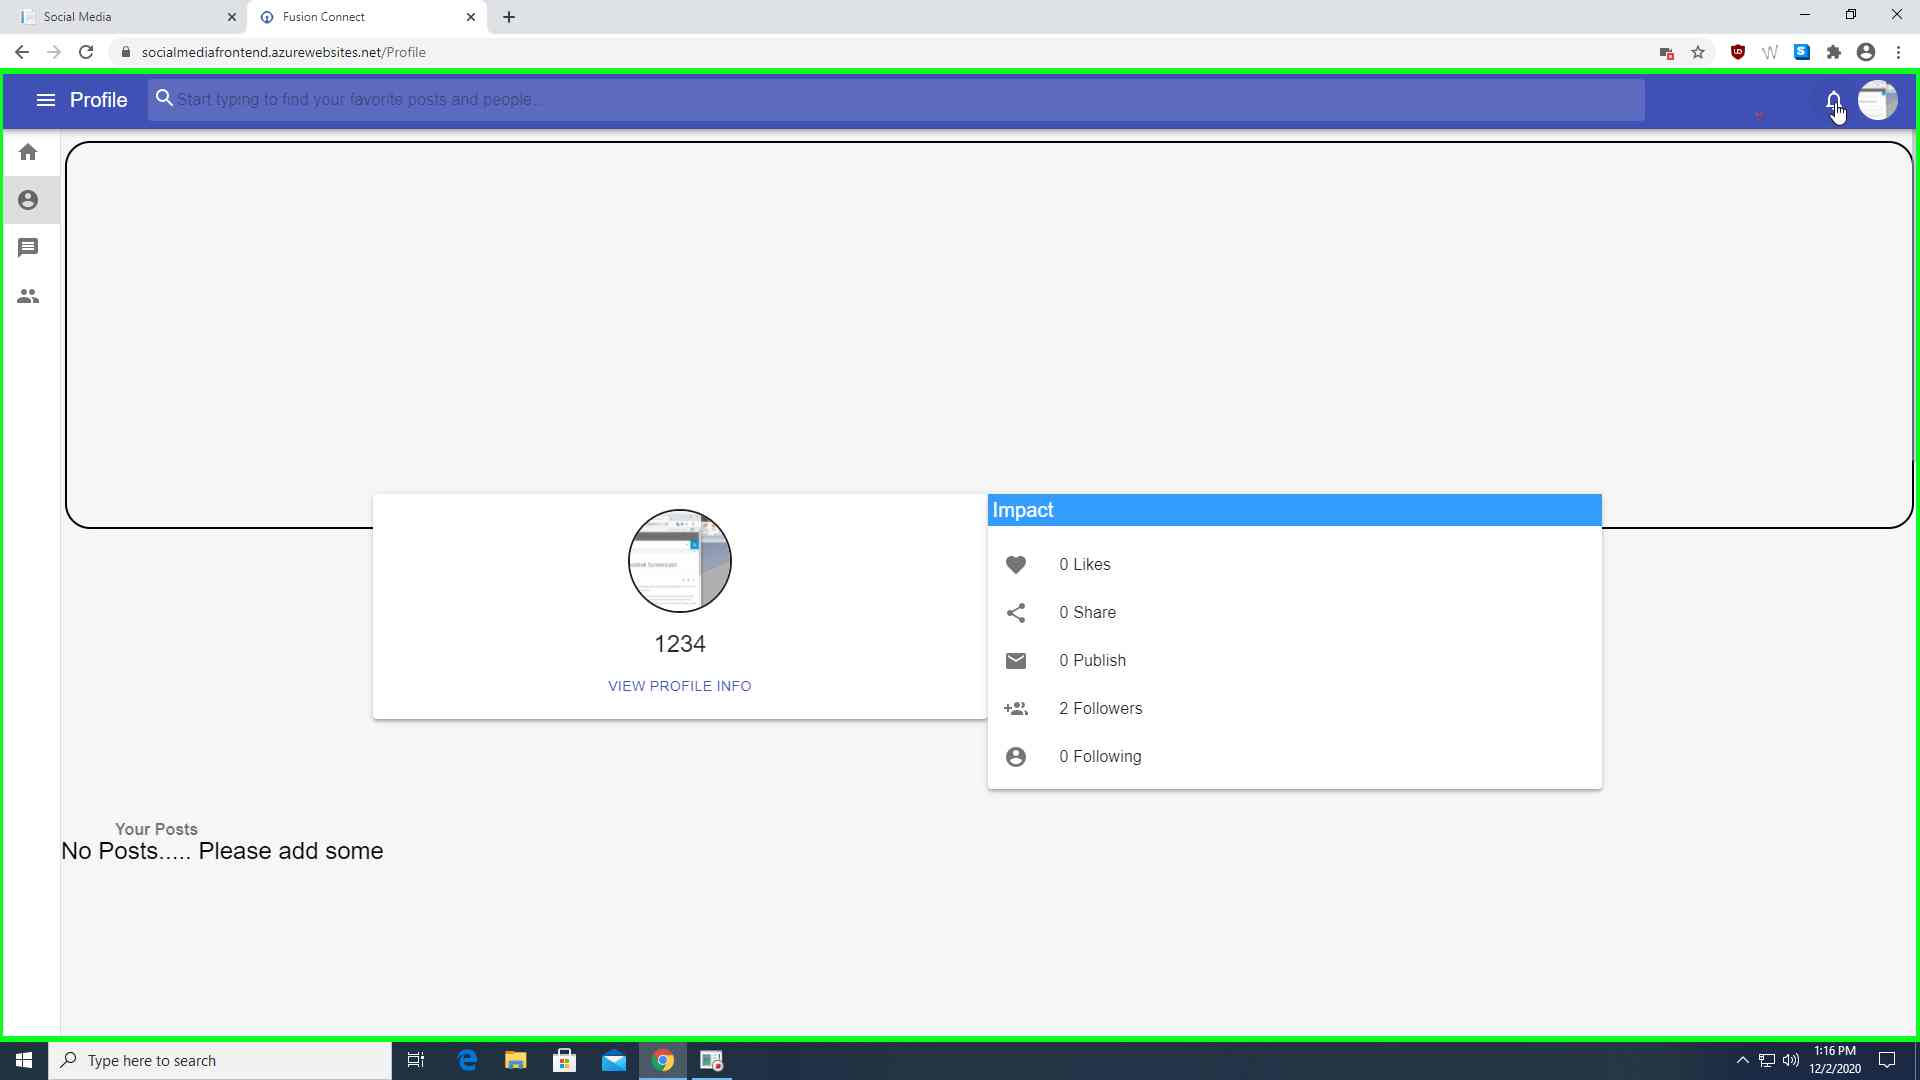 Social Media
Fusion Connect
socialmediafrontend.azurewebsites.net/Profile
Profile
Start typing to find your favorite posts and people...
Impact
0 Likes
0 Share
1234
0 Publish
VIEW PROFILE INFO
2 Followers
0 Following
Your Posts
No Posts..... Please add some
Type here to search
1:16 PM
12/2/2020